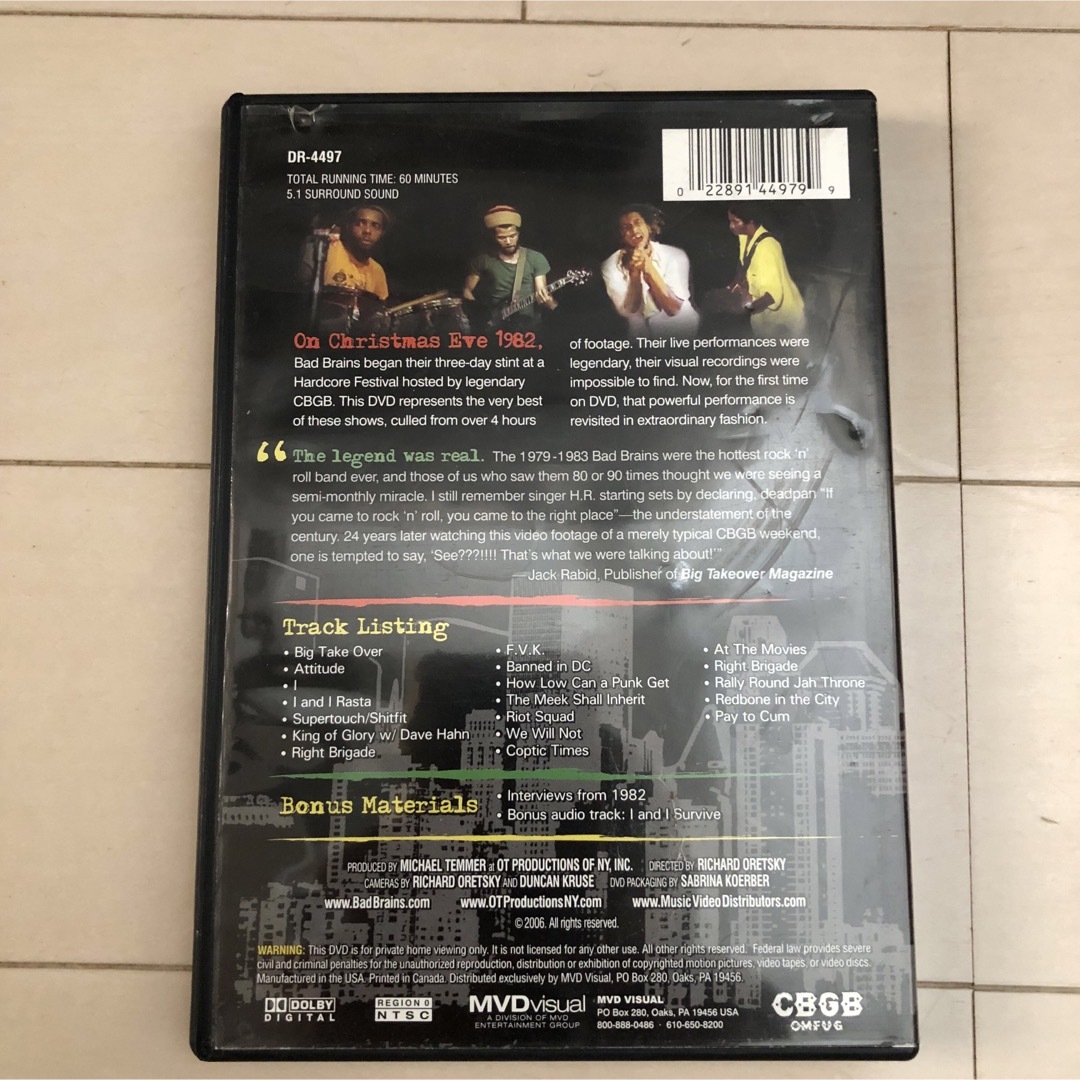 DR-4497
TOTAL RUNNING TIME: 60 MINUTES
5.1 SURROUND SOUND
0 22891 44979 9
On Christmas Eve 1982,
Bad Brains began their three-day stint at a
Hardcore Festival hosted by legendary
CBGB. This DVD represents the very best
of these shows, culled from over 4 hours
of footage. Their live performances were
legendary, their visual recordings were
impossible to find. Now, for the first time
on DVD, that powerful performance is
revisited in extraordinary fashion.
“ The legend was real. The 1979-1983 Bad Brains were the hottest rock 'n'
roll band ever, and those of us who saw them 80 or 90 times thought we were seeing a
semi-monthly miracle. I still remember singer H.R. starting sets by declaring, deadpan "If
you came to rock 'n' roll, you came to the right place"—the understatement of the
century. 24 years later watching this video footage of a merely typical CBGB weekend,
one is tempted to say, 'See???!!!! That's what we were talking about!'"
Jack Rabid, Publisher of Big Takeover Magazine
Track Listing
• Big Take Over
• Attitude
• I
• I and I Rasta
• Supertouch/Shitfit
• King of Glory w/ Dave Hahn
• Right Brigade
• F.V.K.
• Banned in DC
• How Low Can a Punk Get
• The Meek Shall Inherit
• Riot Squad
• We Will Not
• Coptic Times
• At The Movies
• Right Brigade
• Rally Round Jah Throne
• Redbone in the City
• Pay to Cum
Bonus Materials
• Interviews from 1982
• Bonus audio track: I and I Survive
PRODUCED BY MICHAEL TEMMER at OT PRODUCTIONS OF NY, INC. DIRECTED BY RICHARD ORETSKY
CAMERAS BY RICHARD ORETSKY AND DUNCAN KRUSE DVD PACKAGING BY SABRINA KOERBER
www.BadBrains.com www.OTProductionsNY.com www.MusicVideoDistributors.com
© 2006. All rights reserved.
WARNING: This DVD is for private home viewing only. It is not licensed for any other use. All other rights reserved. Federal law provides severe
civil and criminal penalties for the unauthorized reproduction, distribution or exhibition of copyrighted motion pictures, video tapes, or video discs.
Manufactured in the USA. Printed in Canada. Distributed exclusively by MVD Visual, PO Box 280, Oaks, PA 19456.
DOLBY
DIGITAL
REGION 0
NTSC
MVDvisual
A DIVISION OF MVD
ENTERTAINMENT GROUP
MVD VISUAL
PO Box 280, Oaks, PA 19456 USA
800-888-0486 • 610-650-8200
CBGB
OMFUG